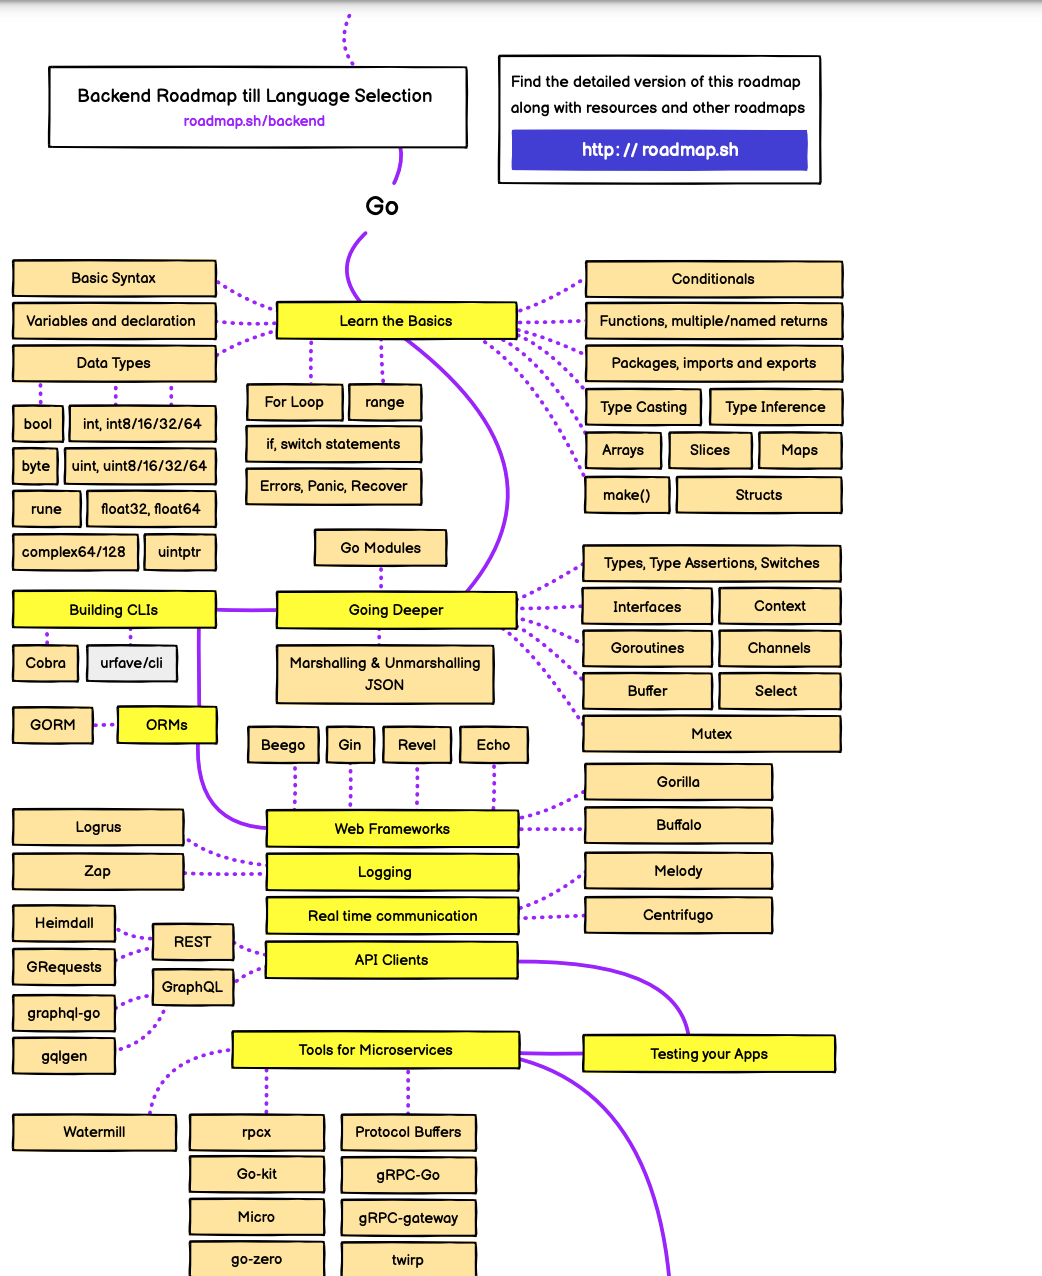 Backend Roadmap till Language Selection
roadmap.sh/backend
Find the detailed version of this roadmap
along with resources and other roadmaps
http://roadmap.sh
Go
Learn the Basics
Basic Syntax
Variables and declaration
Data Types
bool
int, int8/16/32/64
byte
uint, uint8/16/32/64
rune
float32, float64
complex64/128
uintptr
For Loop
range
if, switch statements
Errors, Panic, Recover
Conditionals
Functions, multiple/named returns
Packages, imports and exports
Type Casting
Type Inference
Arrays
Slices
Maps
make()
Structs
Go Modules
Going Deeper
Marshalling & Unmarshalling
JSON
Types, Type Assertions, Switches
Interfaces
Context
Goroutines
Channels
Buffer
Select
Mutex
Building CLIs
Cobra
urfave/cli
GORM
ORMs
Beego
Gin
Revel
Echo
Web Frameworks
Gorilla
Buffalo
Logrus
Zap
Logging
Real time communication
Melody
Centrifugo
Heimdall
GRequests
REST
GraphQL
graphql-go
gqlgen
API Clients
Tools for Microservices
Testing your Apps
Watermill
rpcx
Go-kit
Micro
go-zero
Protocol Buffers
gRPC-Go
gRPC-gateway
twirp